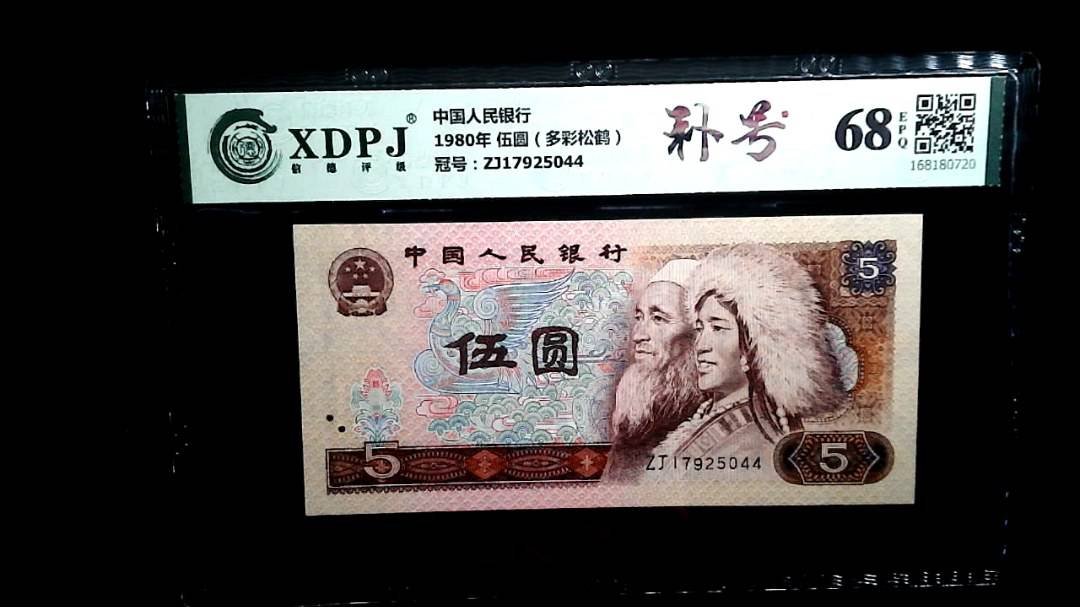 XDPJ®
信德评级
中国人民银行
1980年 伍圆（多彩松鹤）
冠号：ZJ17925044
补号
68
EPQ
168180720
中国人民银行
5
伍圆
5
ZJ17925044
5